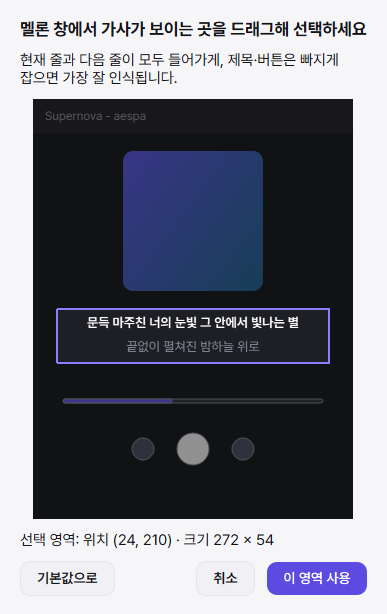 멜론 창에서 가사가 보이는 곳을 드래그해 선택하세요
현재 줄과 다음 줄이 모두 들어가게, 제목·버튼은 빠지게
잡으면 가장 잘 인식됩니다.
Supernova - aespa
문득 마주친 너의 눈빛 그 안에서 빛나는 별
끝없이 펼쳐진 밤하늘 위로
선택 영역: 위치 (24, 210) · 크기 272 × 54
기본값으로
취소
이 영역 사용